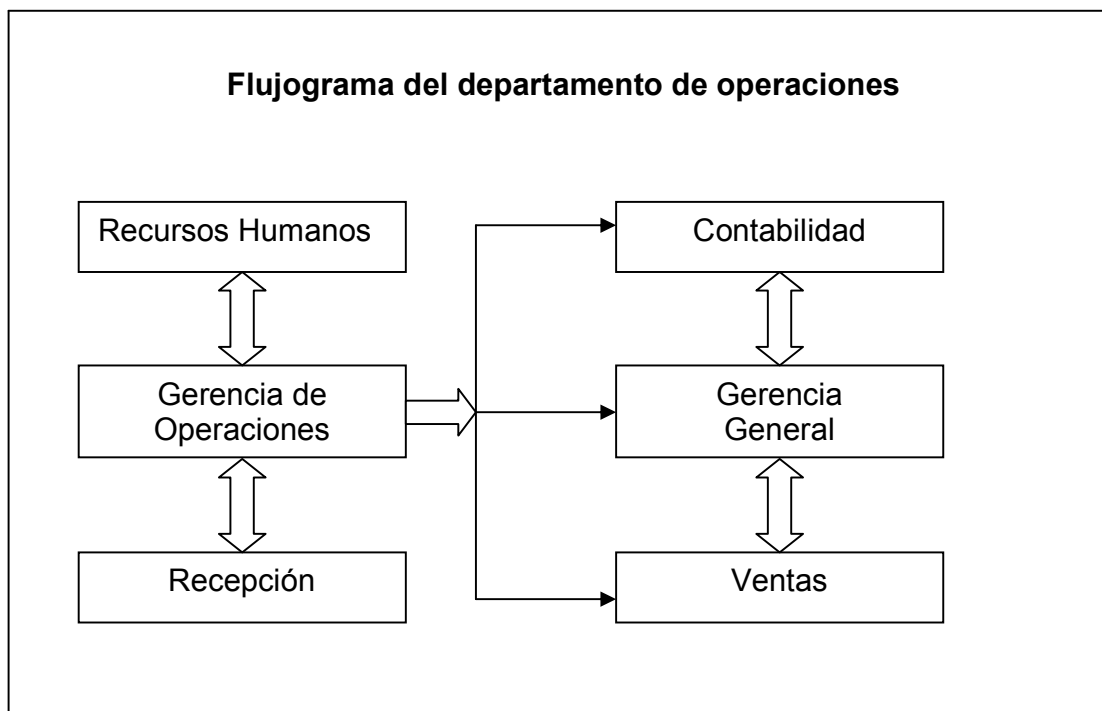 Flujograma del departamento de operaciones
Recursos Humanos
Contabilidad
Gerencia de
Operaciones
Gerencia
General
Recepción
Ventas